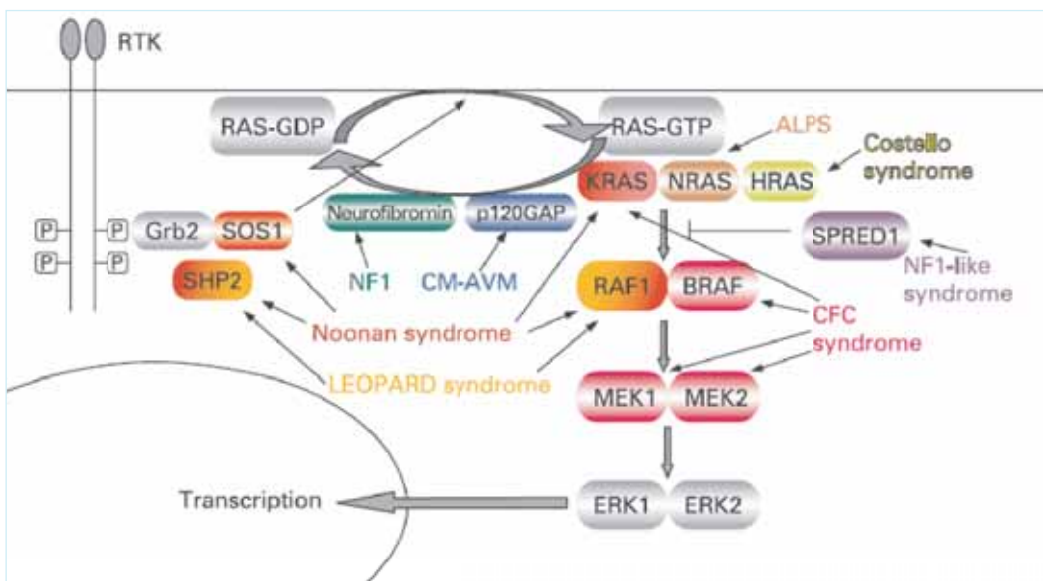 RTK
RAS-GDP
RAS-GTP
ALPS
Costello
syndrome
KRAS
NRAS
HRAS
Neurofibromin
p120GAP
P
P
Grb2
SOS1
SPRED1
P
P
SHP2
NF1
CM-AVM
RAF1
BRAF
NF1-like
syndrome
Noonan syndrome
CFC
syndrome
LEOPARD syndrome
MEK1
MEK2
Transcription
ERK1
ERK2